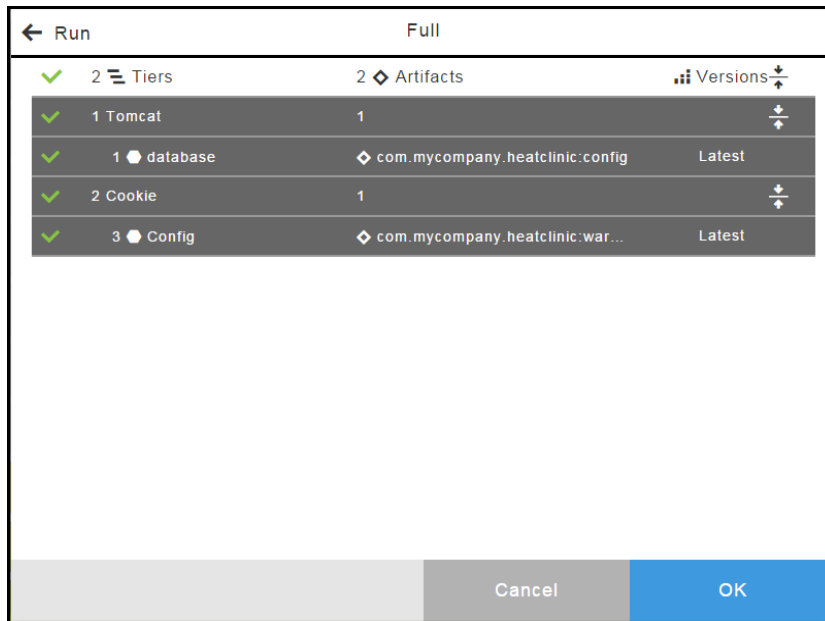 Run Full
2 Tiers 2 Artifacts Versions
1 Tomcat 1
1 database com.mycompany.heatclinic:config Latest
2 Cookie 1
3 Config com.mycompany.heatclinic:war... Latest
Cancel OK